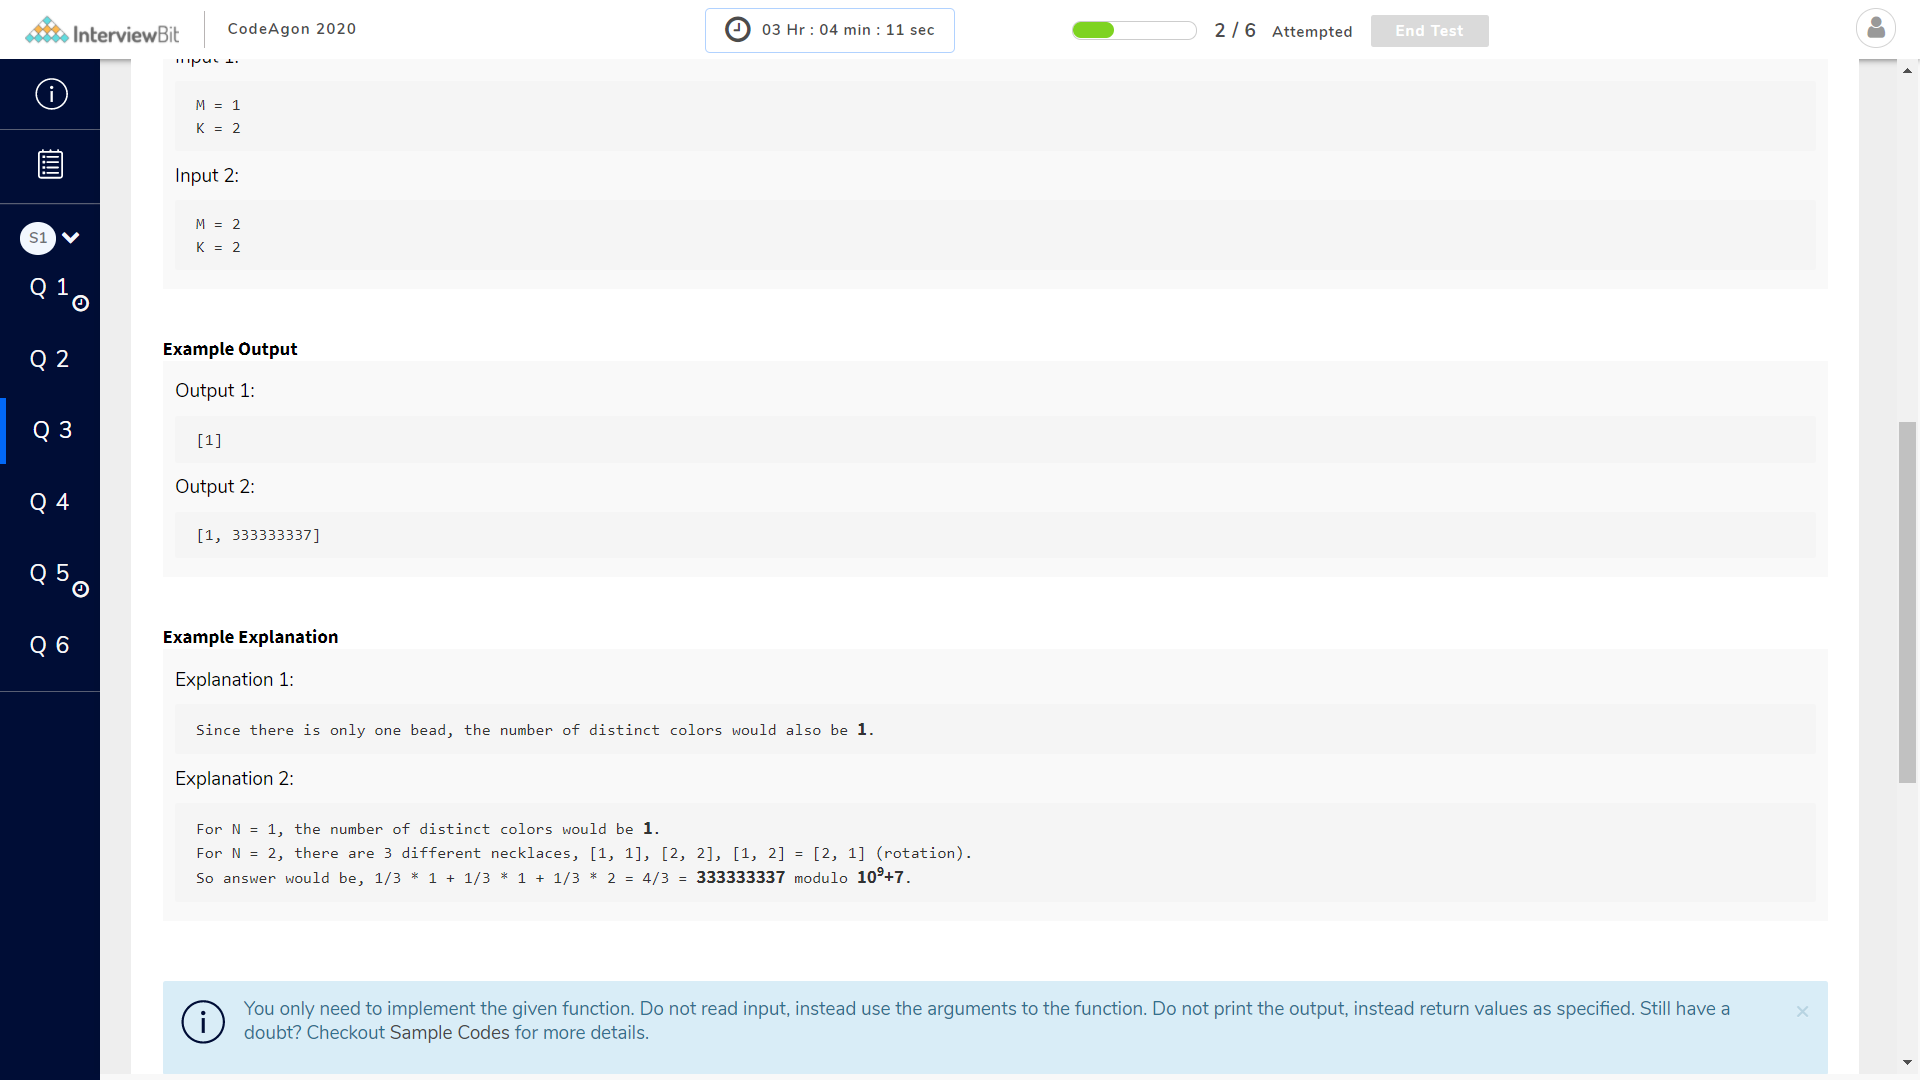 InterviewBit
CodeAgon 2020
03 Hr : 04 min : 11 sec
2 / 6 Attempted
End Test
Input 1:
M = 1
K = 2
Input 2:
M = 2
K = 2
S1
Q 1
Q 2
Q 3
Q 4
Q 5
Q 6
Example Output
Output 1:
[1]
Output 2:
[1, 333333337]
Example Explanation
Explanation 1:
Since there is only one bead, the number of distinct colors would also be 1.
Explanation 2:
For N = 1, the number of distinct colors would be 1.
For N = 2, there are 3 different necklaces, [1, 1], [2, 2], [1, 2] = [2, 1] (rotation).
So answer would be, 1/3 * 1 + 1/3 * 1 + 1/3 * 2 = 4/3 = 333333337 modulo 10⁹+7.
You only need to implement the given function. Do not read input, instead use the arguments to the function. Do not print the output, instead return values as specified. Still have a
doubt? Checkout Sample Codes for more details.